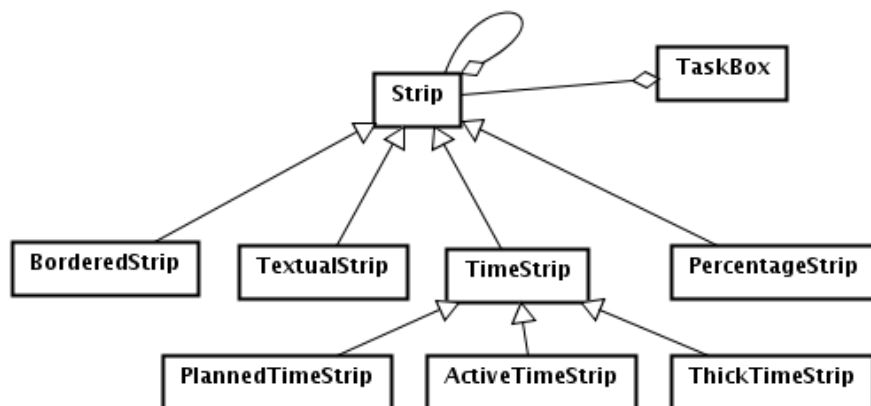 TaskBox
Strip
BorderedStrip
TextualStrip
TimeStrip
PercentageStrip
PlannedTimeStrip
ActiveTimeStrip
ThickTimeStrip